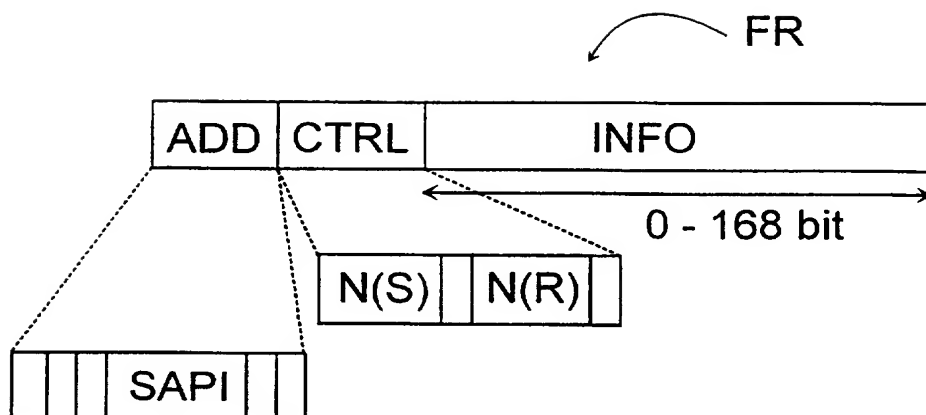 FR
ADD CTRL INFO
0 - 168 bit
N(S) N(R)
SAPI